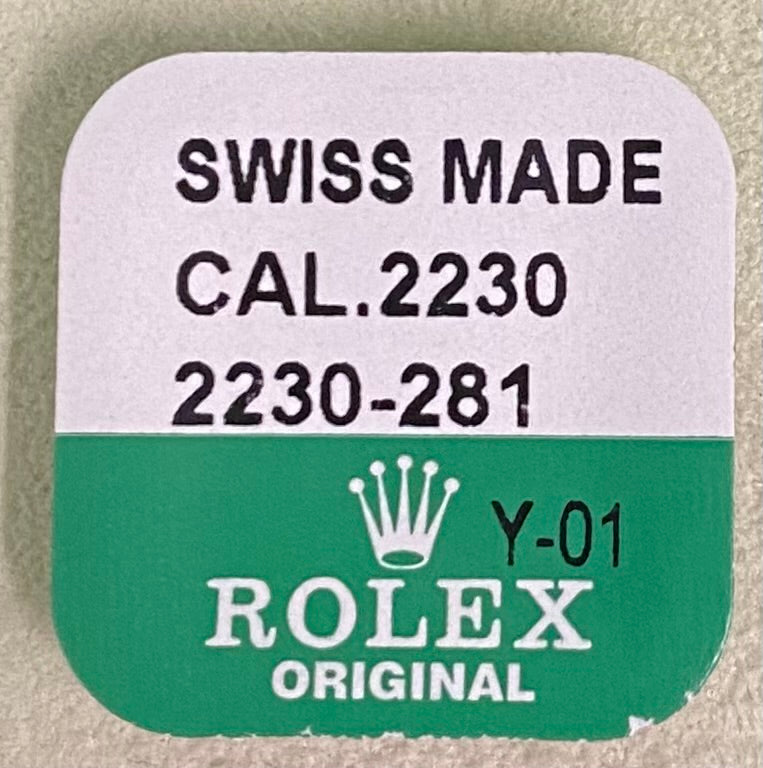 SWISS MADE
CAL.2230
2230-281
Y-01
ROLEX
ORIGINAL